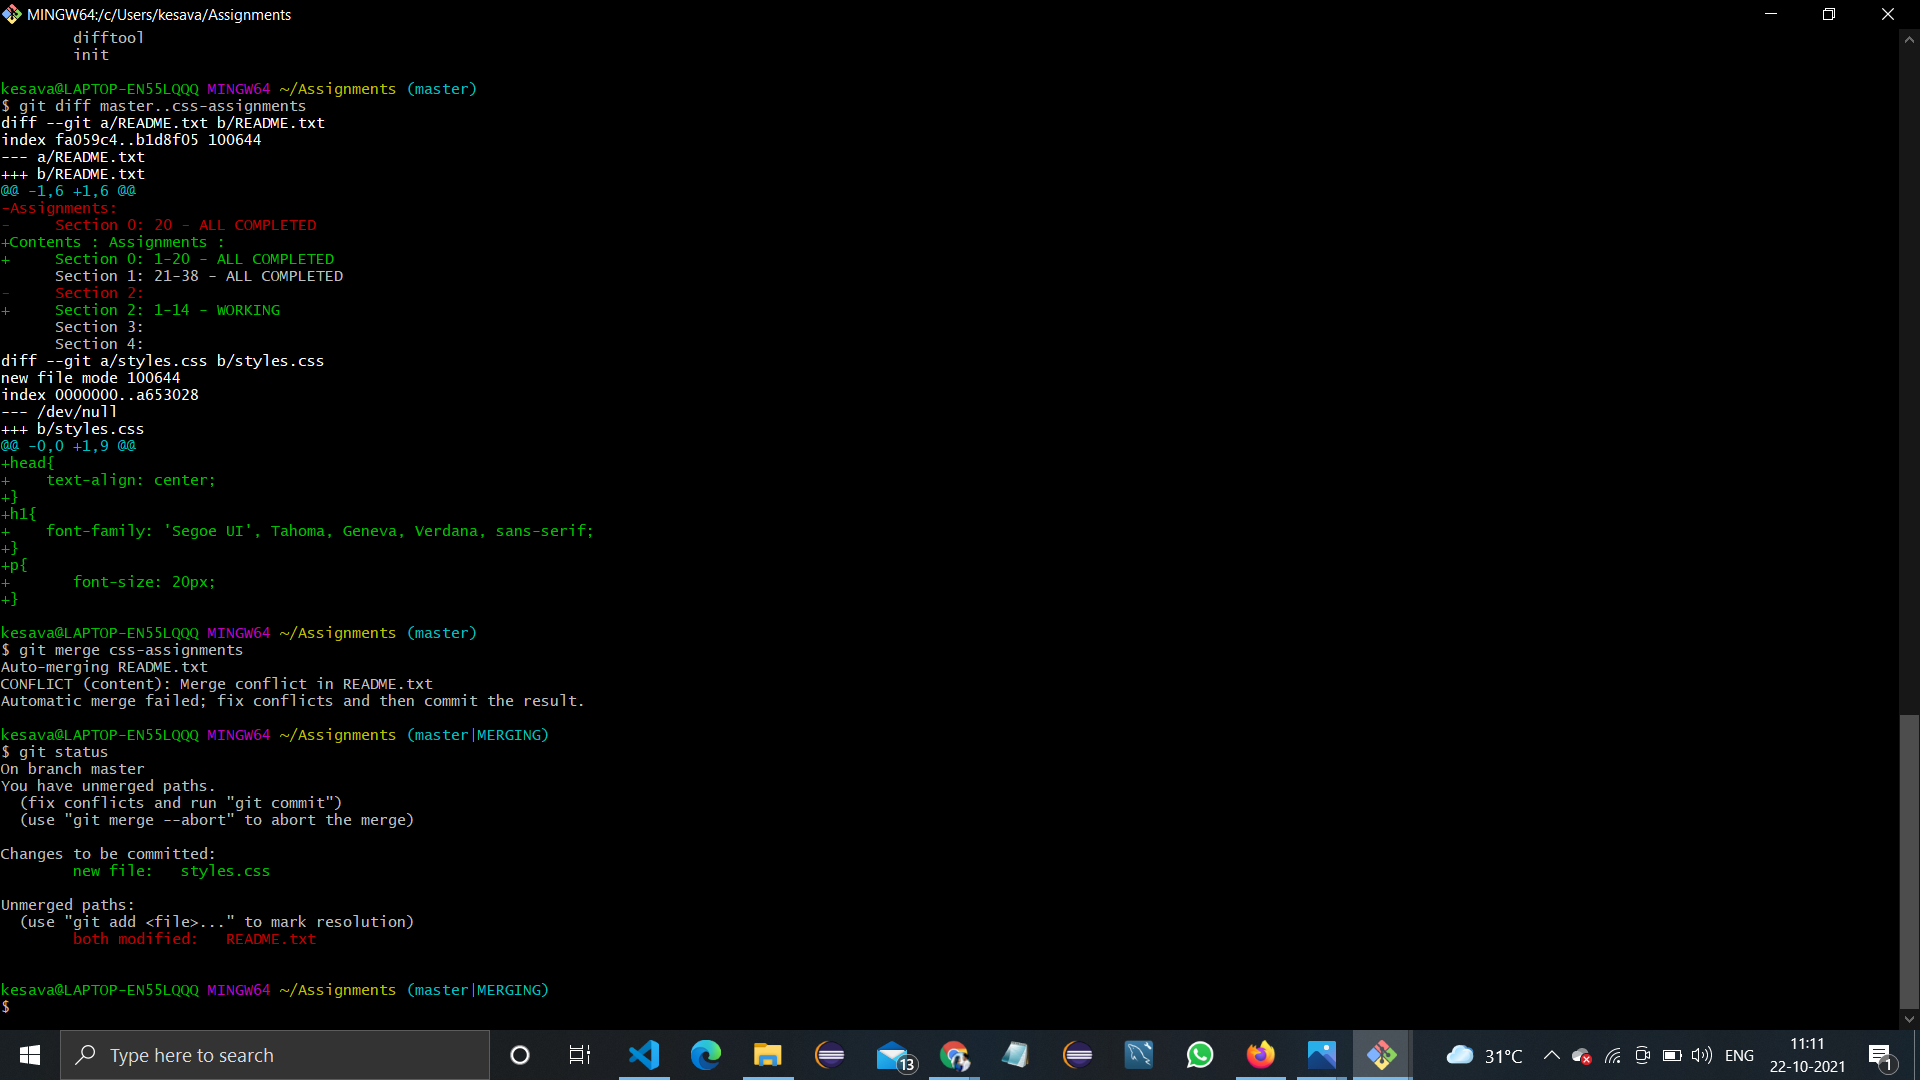 MINGW64:/c/Users/kesava/Assignments
        difftool
        init

kesava@LAPTOP-EN55LQQQ MINGW64 ~/Assignments (master)
$ git diff master..css-assignments
diff --git a/README.txt b/README.txt
index fa059c4..b1d8f05 100644
--- a/README.txt
+++ b/README.txt
@@ -1,6 +1,6 @@
-Assignments:
-     Section 0: 20 - ALL COMPLETED
+Contents : Assignments :
+     Section 0: 1-20 - ALL COMPLETED
      Section 1: 21-38 - ALL COMPLETED
-     Section 2:
+     Section 2: 1-14 - WORKING
      Section 3:
      Section 4:
diff --git a/styles.css b/styles.css
new file mode 100644
index 0000000..a653028
--- /dev/null
+++ b/styles.css
@@ -0,0 +1,9 @@
+head{
+    text-align: center;
+}
+h1{
+    font-family: 'Segoe UI', Tahoma, Geneva, Verdana, sans-serif;
+}
+p{
+       font-size: 20px;
+}

kesava@LAPTOP-EN55LQQQ MINGW64 ~/Assignments (master)
$ git merge css-assignments
Auto-merging README.txt
CONFLICT (content): Merge conflict in README.txt
Automatic merge failed; fix conflicts and then commit the result.

kesava@LAPTOP-EN55LQQQ MINGW64 ~/Assignments (master|MERGING)
$ git status
On branch master
You have unmerged paths.
  (fix conflicts and run "git commit")
  (use "git merge --abort" to abort the merge)

Changes to be committed:
        new file:   styles.css

Unmerged paths:
  (use "git add <file>..." to mark resolution)
        both modified:   README.txt

kesava@LAPTOP-EN55LQQQ MINGW64 ~/Assignments (master|MERGING)
$
Type here to search
13
31°C
ENG
11:11
22-10-2021
1